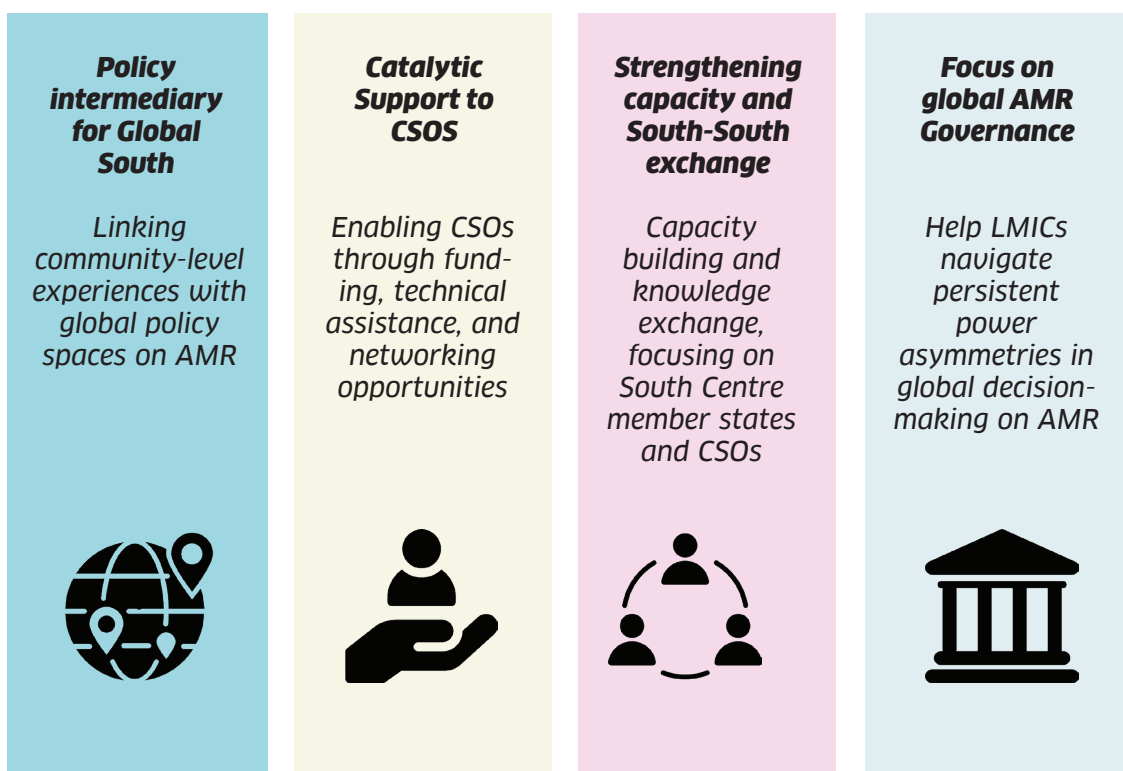 Policy
intermediary
for Global
South
Linking
community-level
experiences with
global policy
spaces on AMR
Catalytic
Support to
CSOS
Enabling CSOs
through fund-
ing, technical
assistance, and
networking
opportunities
Strengthening
capacity and
South-South
exchange
Capacity
building and
knowledge
exchange,
focusing on
South Centre
member states
and CSOs
Focus on
global AMR
Governance
Help LMICs
navigate
persistent
power
asymmetries in
global decision-
making on AMR